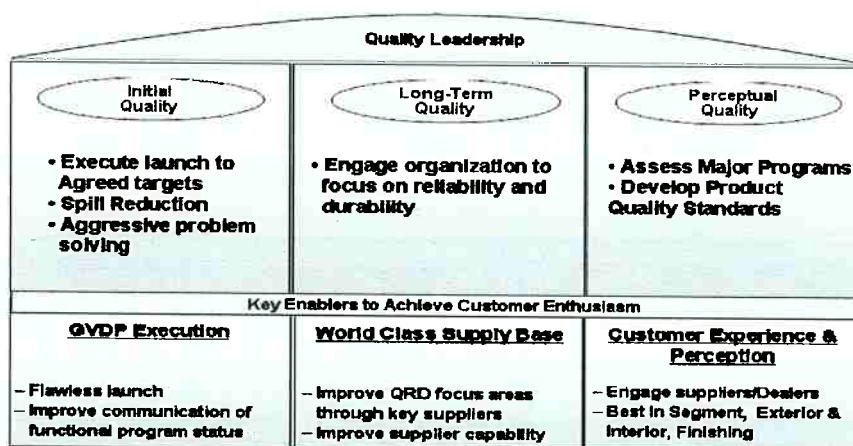 Quality Leadership
Initial
Quality
• Execute launch to
Agreed targets
• Spill Reduction
• Aggressive problem
solving
Long-Term
Quality
• Engage organization to
focus on reliability and
durability
Perceptual
Quality
• Assess Major Programs
• Develop Product
Quality Standards
Key Enablers to Achieve Customer Enthusiasm
GVDP Execution
– Flawless launch
– Improve communication of
functional program status
World Class Supply Base
– Improve QRD focus areas
through key suppliers
– Improve supplier capability
Customer Experience &
Perception
– Engage suppliers/Dealers
– Best in Segment, Exterior &
Interior, Finishing